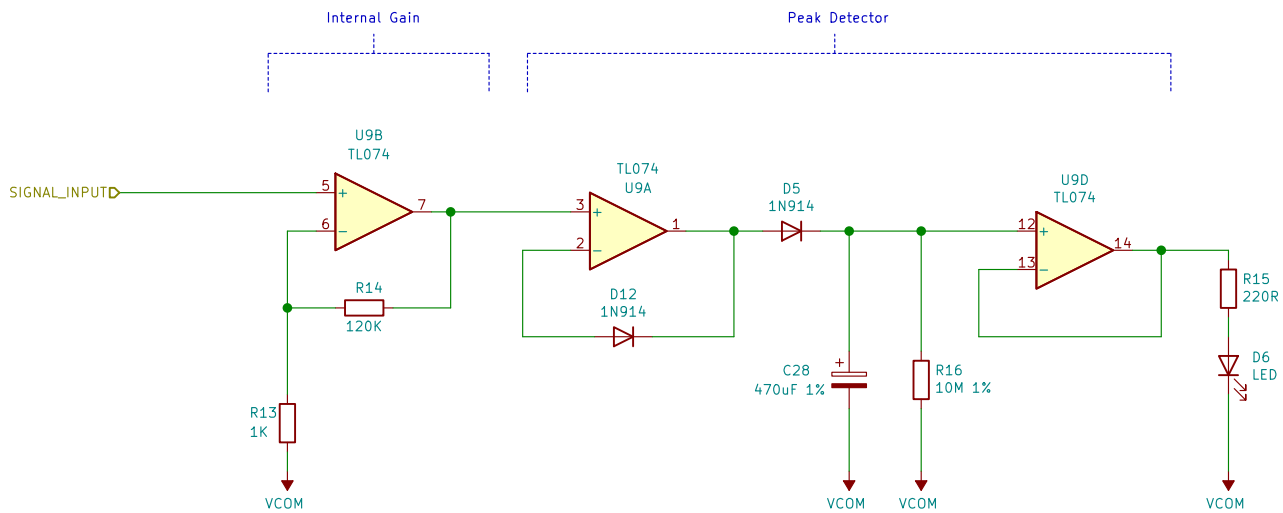 Internal Gain
Peak Detector
U9B
TL074
SIGNAL_INPUT
5
+
6
−
7
R14
120K
R13
1K
VCOM
TL074
U9A
3
+
2
−
1
D12
1N914
D5
1N914
C28
470uF 1%
+
VCOM
R16
10M 1%
VCOM
U9D
TL074
12
+
13
−
14
R15
220R
D6
LED
VCOM